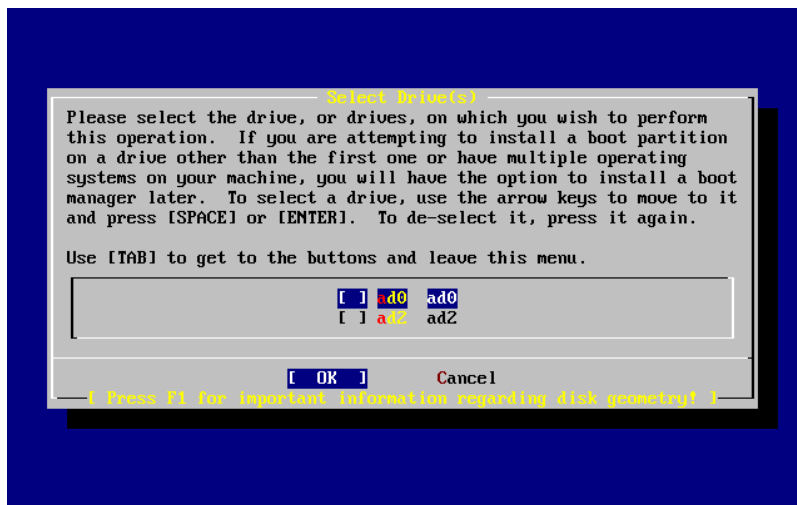 Select Drive(s)
Please select the drive, or drives, on which you wish to perform
this operation.  If you are attempting to install a boot partition
on a drive other than the first one or have multiple operating
systems on your machine, you will have the option to install a boot
manager later.  To select a drive, use the arrow keys to move to it
and press [SPACE] or [ENTER].  To de-select it, press it again.
Use [TAB] to get to the buttons and leave this menu.
[ ] ad0  ad0
[ ] ad2  ad2
[  OK  ]       Cancel
[ Press F1 for important information regarding disk geometry! ]